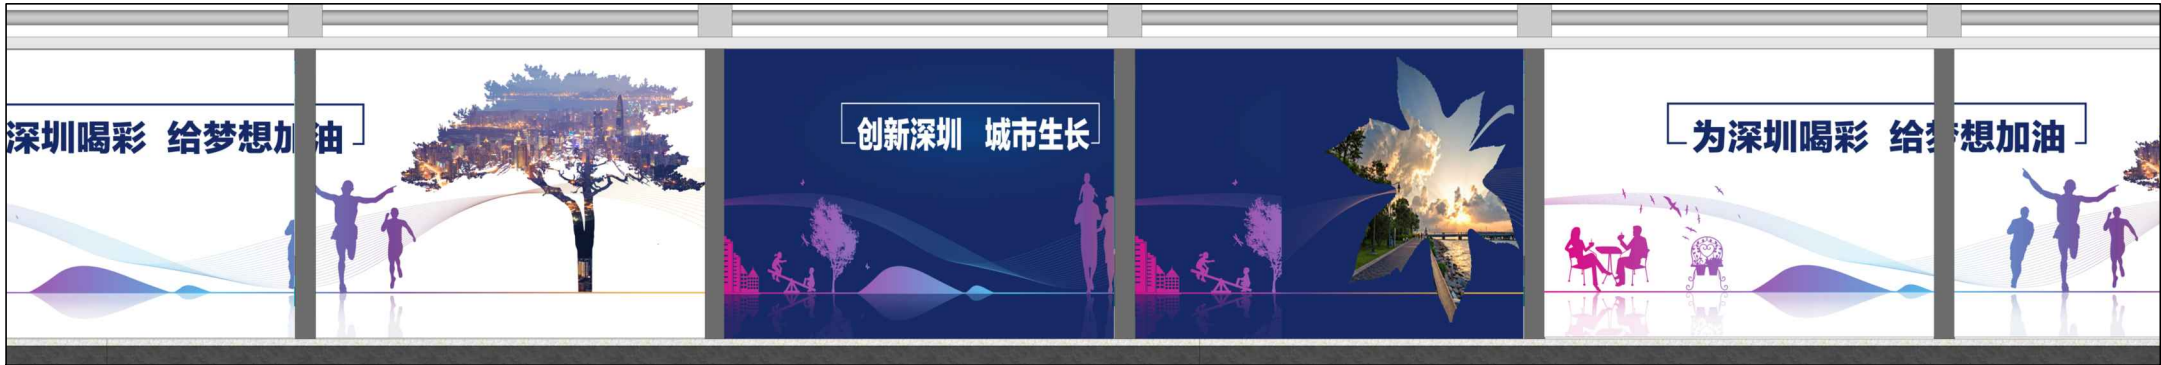 深圳喝彩 给梦想加油
创新深圳 城市生长
为深圳喝彩 给梦想加油